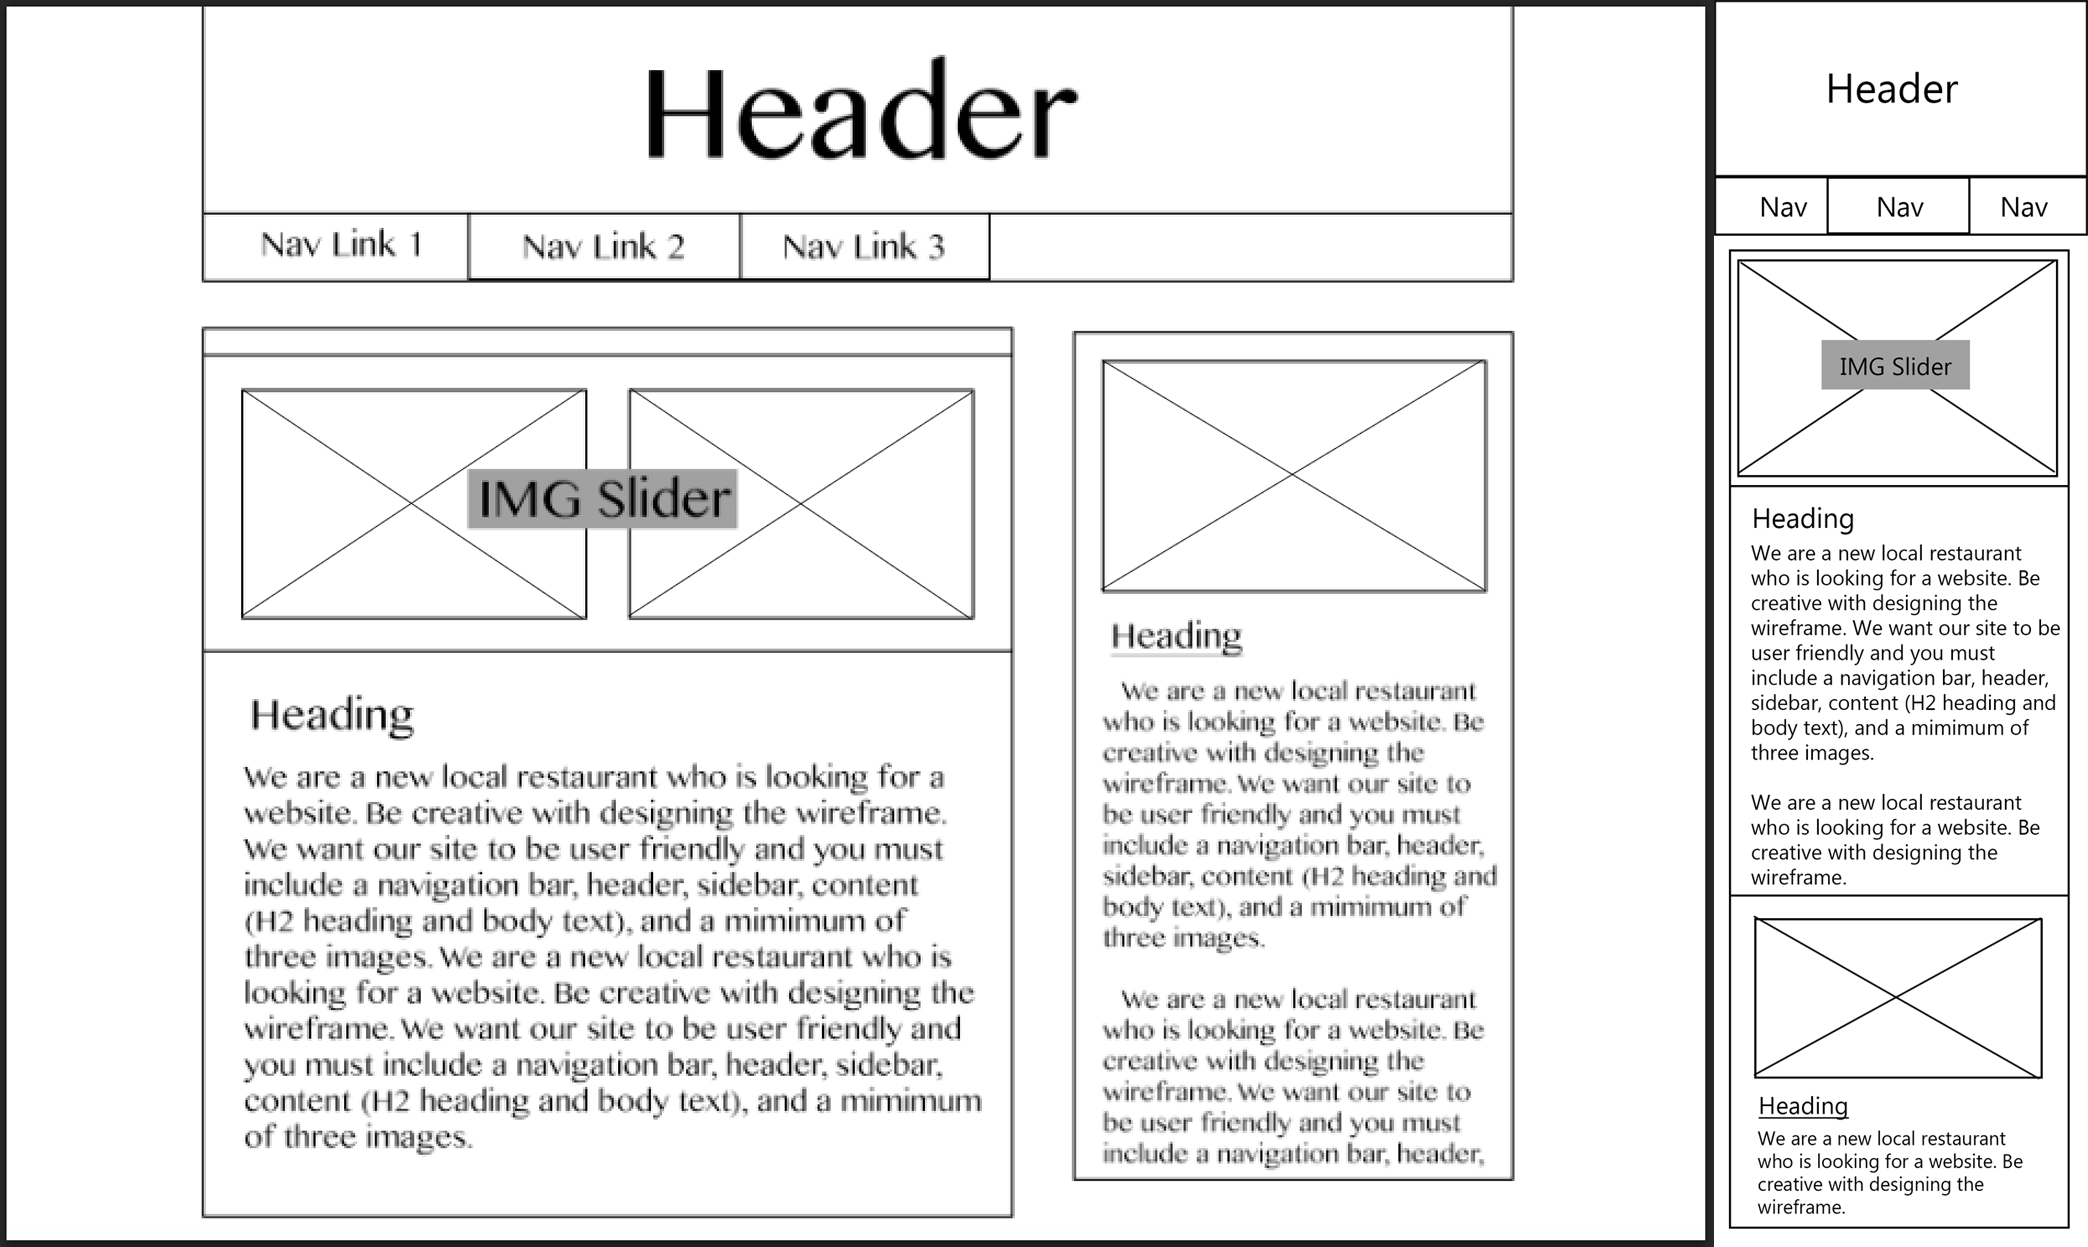 Header
Nav Link 1
Nav Link 2
Nav Link 3
IMG Slider
Heading
We are a new local restaurant who is looking for a
website. Be creative with designing the wireframe.
We want our site to be user friendly and you must
include a navigation bar, header, sidebar, content
(H2 heading and body text), and a mimimum of
three images. We are a new local restaurant who is
looking for a website. Be creative with designing the
wireframe. We want our site to be user friendly and
you must include a navigation bar, header, sidebar,
content (H2 heading and body text), and a mimimum
of three images.
Heading
We are a new local restaurant
who is looking for a website. Be
creative with designing the
wireframe. We want our site to
be user friendly and you must
include a navigation bar, header,
sidebar, content (H2 heading and
body text), and a mimimum of
three images.
We are a new local restaurant
who is looking for a website. Be
creative with designing the
wireframe. We want our site to
be user friendly and you must
include a navigation bar, header,
Header
Nav
Nav
Nav
IMG Slider
Heading
We are a new local restaurant
who is looking for a website. Be
creative with designing the
wireframe. We want our site to be
user friendly and you must
include a navigation bar, header,
sidebar, content (H2 heading and
body text), and a mimimum of
three images.
We are a new local restaurant
who is looking for a website. Be
creative with designing the
wireframe.
Heading
We are a new local restaurant
who is looking for a website. Be
creative with designing the
wireframe.